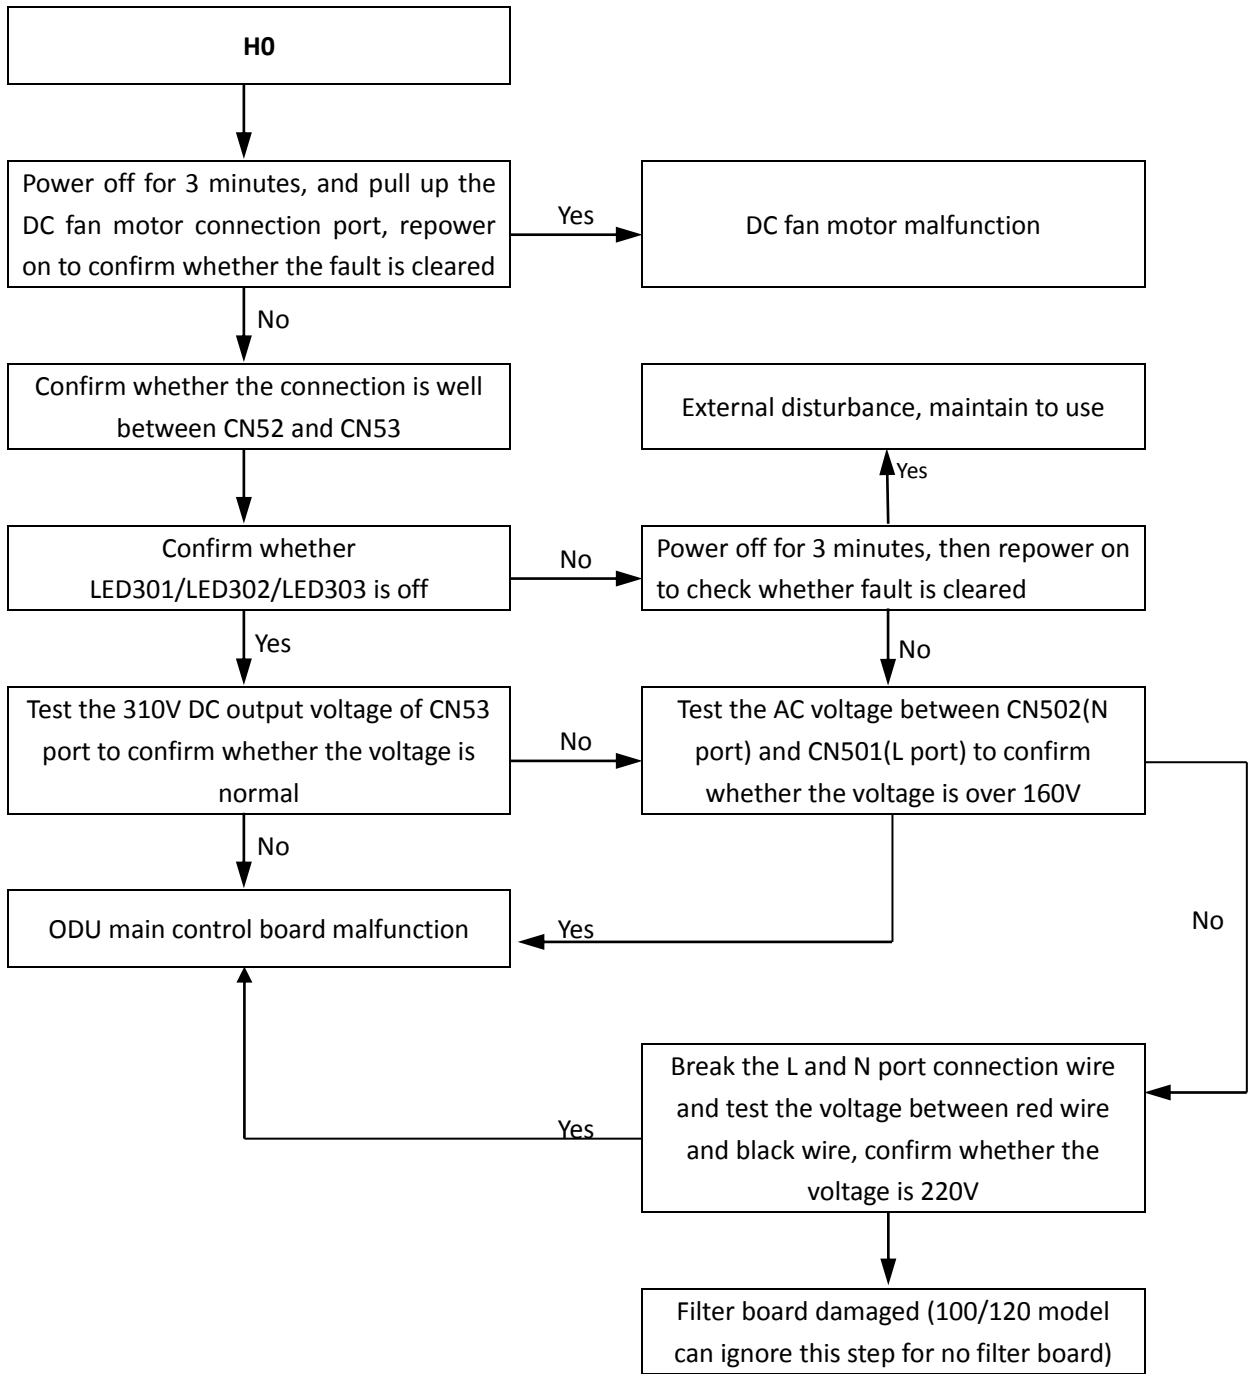 H0
Power off for 3 minutes, and pull up the
DC fan motor connection port, repower
on to confirm whether the fault is cleared
Yes
DC fan motor malfunction
No
Confirm whether the connection is well
between CN52 and CN53
External disturbance, maintain to use
Yes
Confirm whether
LED301/LED302/LED303 is off
No
Power off for 3 minutes, then repower on
to check whether fault is cleared
Yes
No
Test the 310V DC output voltage of CN53
port to confirm whether the voltage is
normal
No
Test the AC voltage between CN502(N
port) and CN501(L port) to confirm
whether the voltage is over 160V
No
ODU main control board malfunction
Yes
No
Break the L and N port connection wire
and test the voltage between red wire
and black wire, confirm whether the
voltage is 220V
Yes
Filter board damaged (100/120 model
can ignore this step for no filter board)